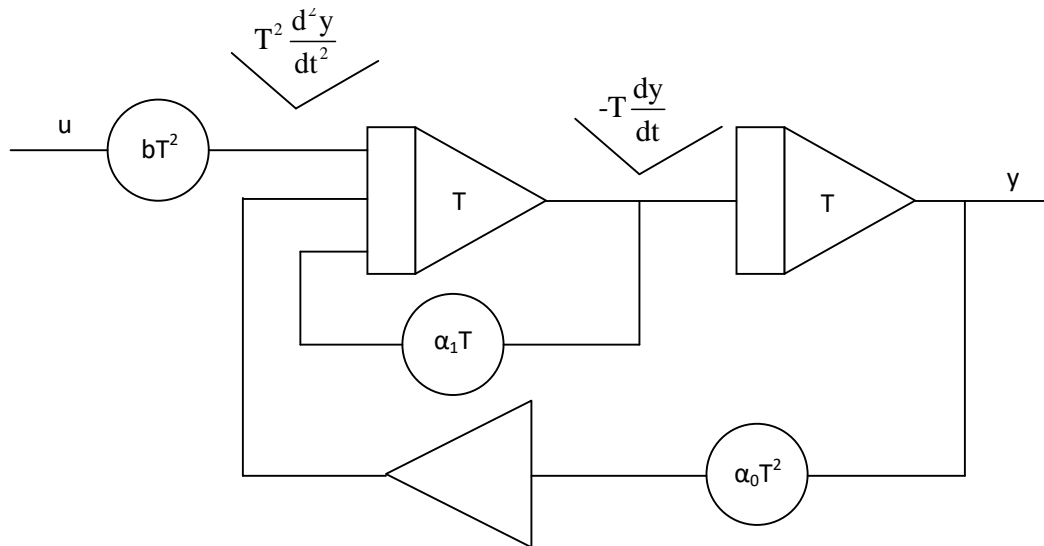 T² d²y/dt²
-T dy/dt
u
bT²
T
T
y
α₁T
α₀T²